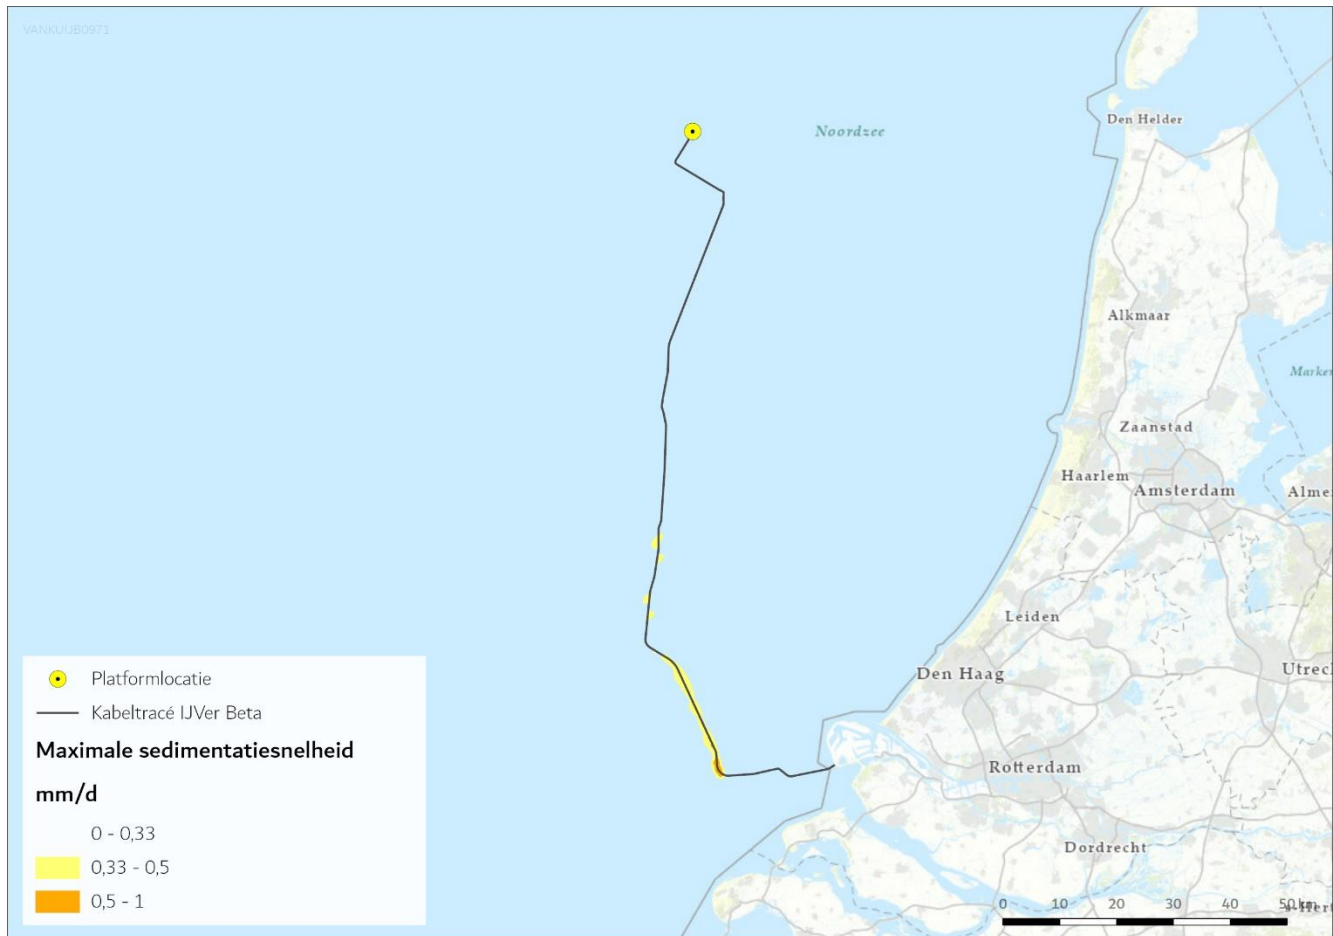 VANKUIJB0971
Den Helder
Noordzee
Alkmaar
Marker
Zaanstad
Haarlem
Amsterdam
Alme
Leiden
Den Haag
Utrech
Platformlocatie
Kabeltracé IJVer Beta
Maximale sedimentatiesnelheid
mm/d
Rotterdam
0 - 0,33
Dordrecht
0,33 - 0,5
0,5 - 1
0 10 20 30 40 50 km